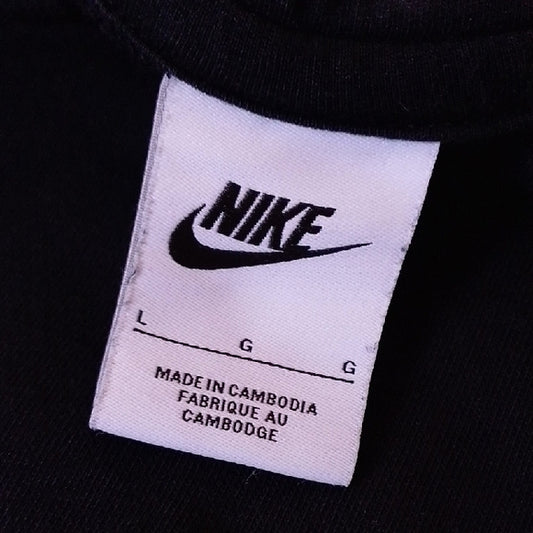 NIKE
L G G
MADE IN CAMBODIA
FABRIQUE AU
CAMBODGE